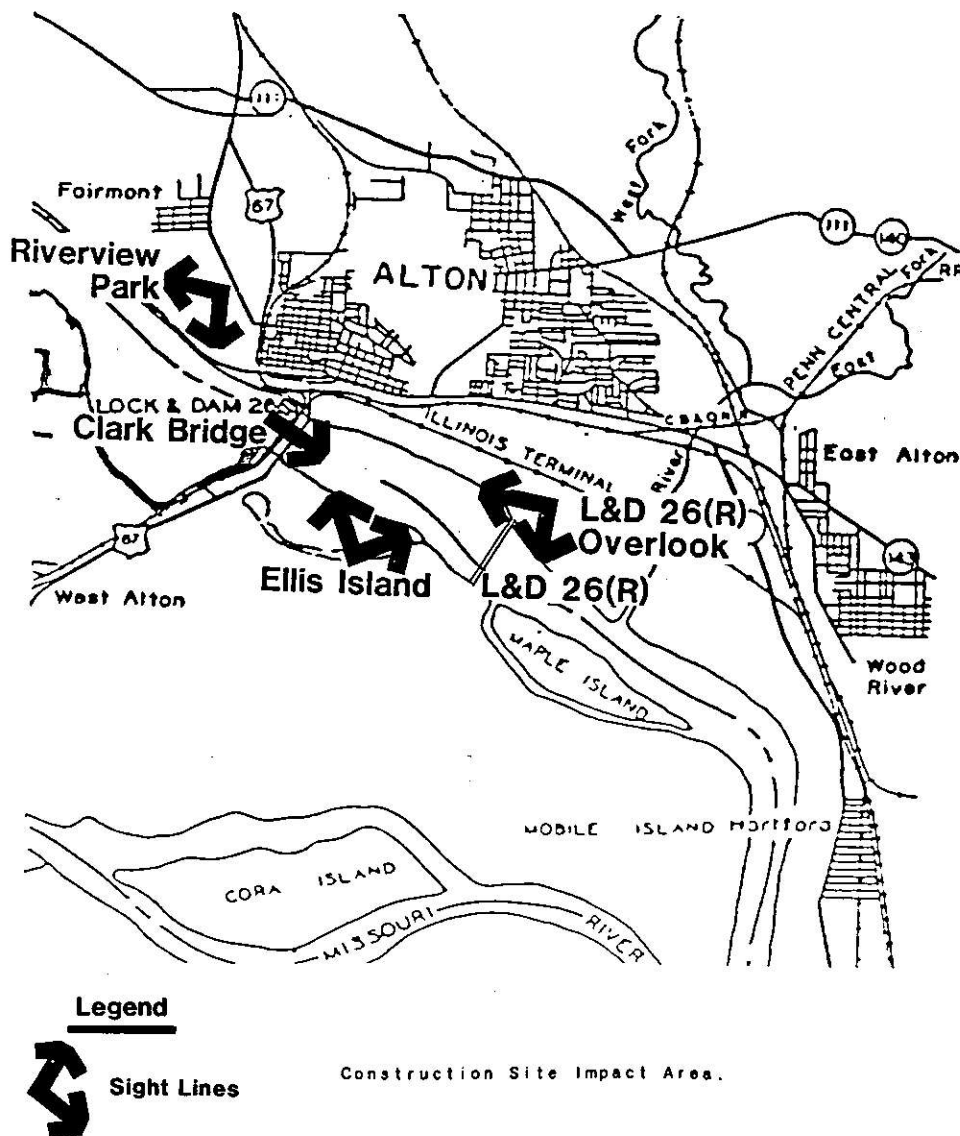 111
West Fork
Fairmont
67
111
140
Riverview
Park
ALTON
PENN CENTRAL
Fork
RR
LOCK & DAM 26
Clark Bridge
ILLINOIS TERMINAL
River
East
East Alton
L&D 26(R)
Overlook
67
Ellis Island
L&D 26(R)
West Alton
MAPLE ISLAND
Wood
River
MOBILE ISLAND
Hartford
CORA ISLAND
MISSOURI RIVER
Legend
Sight Lines
Construction Site Impact Area.